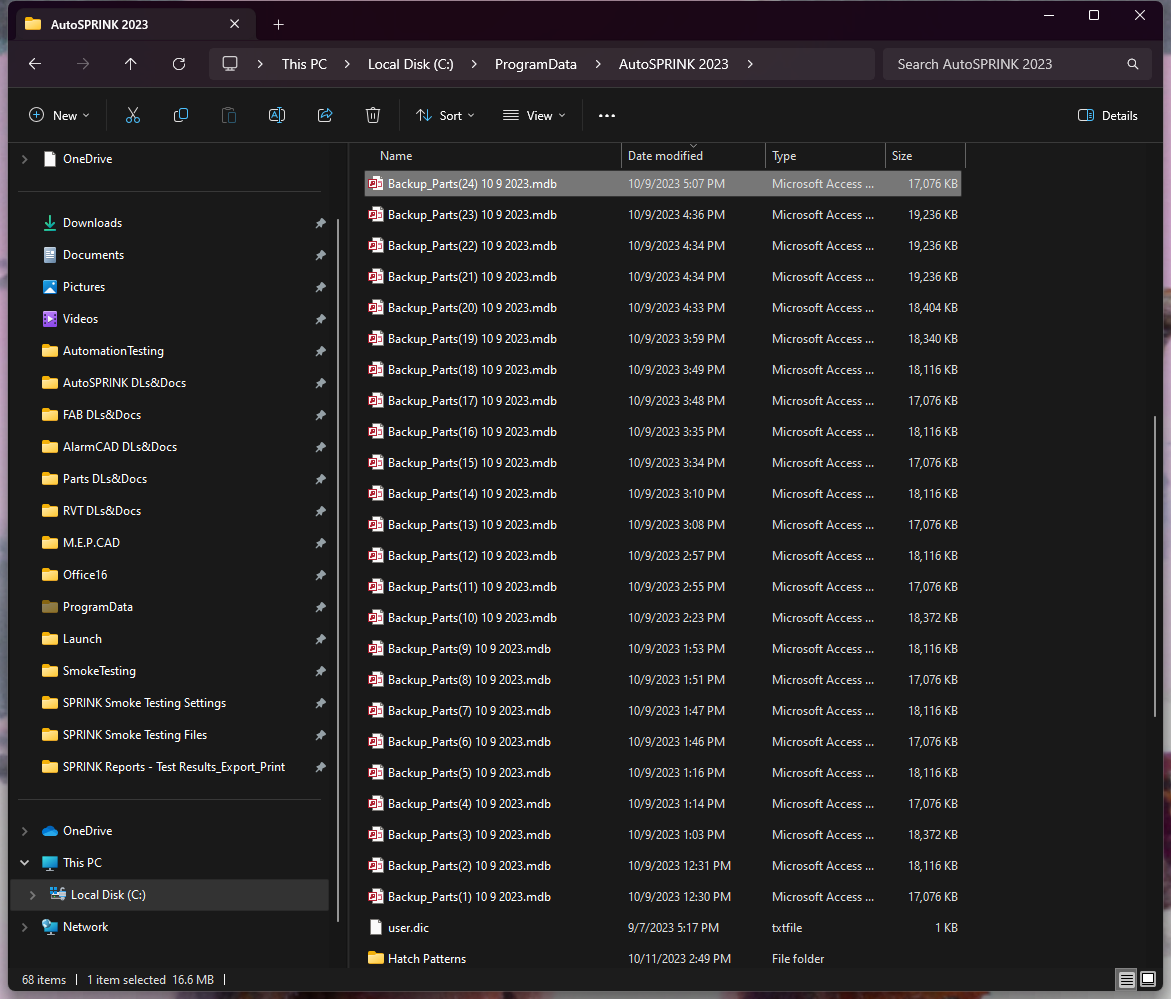 AutoSPRINK 2023
This PC Local Disk (C:) ProgramData AutoSPRINK 2023 Search AutoSPRINK 2023
New Sort View Details
OneDrive
Downloads
Documents
Pictures
Videos
AutomationTesting
AutoSPRINK DLs&Docs
FAB DLs&Docs
AlarmCAD DLs&Docs
Parts DLs&Docs
RVT DLs&Docs
M.E.P.CAD
Office16
ProgramData
Launch
SmokeTesting
SPRINK Smoke Testing Settings
SPRINK Smoke Testing Files
SPRINK Reports - Test Results_Export_Print
OneDrive
This PC
Local Disk (C:)
Network
Name Date modified Type Size
Backup_Parts(24) 10 9 2023.mdb 10/9/2023 5:07 PM Microsoft Access ... 17,076 KB
Backup_Parts(23) 10 9 2023.mdb 10/9/2023 4:36 PM Microsoft Access ... 19,236 KB
Backup_Parts(22) 10 9 2023.mdb 10/9/2023 4:34 PM Microsoft Access ... 19,236 KB
Backup_Parts(21) 10 9 2023.mdb 10/9/2023 4:34 PM Microsoft Access ... 19,236 KB
Backup_Parts(20) 10 9 2023.mdb 10/9/2023 4:33 PM Microsoft Access ... 18,404 KB
Backup_Parts(19) 10 9 2023.mdb 10/9/2023 3:59 PM Microsoft Access ... 18,340 KB
Backup_Parts(18) 10 9 2023.mdb 10/9/2023 3:49 PM Microsoft Access ... 18,116 KB
Backup_Parts(17) 10 9 2023.mdb 10/9/2023 3:48 PM Microsoft Access ... 17,076 KB
Backup_Parts(16) 10 9 2023.mdb 10/9/2023 3:35 PM Microsoft Access ... 18,116 KB
Backup_Parts(15) 10 9 2023.mdb 10/9/2023 3:34 PM Microsoft Access ... 17,076 KB
Backup_Parts(14) 10 9 2023.mdb 10/9/2023 3:10 PM Microsoft Access ... 18,116 KB
Backup_Parts(13) 10 9 2023.mdb 10/9/2023 3:08 PM Microsoft Access ... 17,076 KB
Backup_Parts(12) 10 9 2023.mdb 10/9/2023 2:57 PM Microsoft Access ... 18,116 KB
Backup_Parts(11) 10 9 2023.mdb 10/9/2023 2:55 PM Microsoft Access ... 17,076 KB
Backup_Parts(10) 10 9 2023.mdb 10/9/2023 2:23 PM Microsoft Access ... 18,372 KB
Backup_Parts(9) 10 9 2023.mdb 10/9/2023 1:53 PM Microsoft Access ... 18,116 KB
Backup_Parts(8) 10 9 2023.mdb 10/9/2023 1:51 PM Microsoft Access ... 17,076 KB
Backup_Parts(7) 10 9 2023.mdb 10/9/2023 1:47 PM Microsoft Access ... 18,116 KB
Backup_Parts(6) 10 9 2023.mdb 10/9/2023 1:46 PM Microsoft Access ... 17,076 KB
Backup_Parts(5) 10 9 2023.mdb 10/9/2023 1:16 PM Microsoft Access ... 18,116 KB
Backup_Parts(4) 10 9 2023.mdb 10/9/2023 1:14 PM Microsoft Access ... 17,076 KB
Backup_Parts(3) 10 9 2023.mdb 10/9/2023 1:03 PM Microsoft Access ... 18,372 KB
Backup_Parts(2) 10 9 2023.mdb 10/9/2023 12:31 PM Microsoft Access ... 18,116 KB
Backup_Parts(1) 10 9 2023.mdb 10/9/2023 12:30 PM Microsoft Access ... 17,076 KB
user.dic 9/7/2023 5:17 PM txtfile 1 KB
Hatch Patterns 10/11/2023 2:49 PM File folder
68 items 1 item selected 16.6 MB